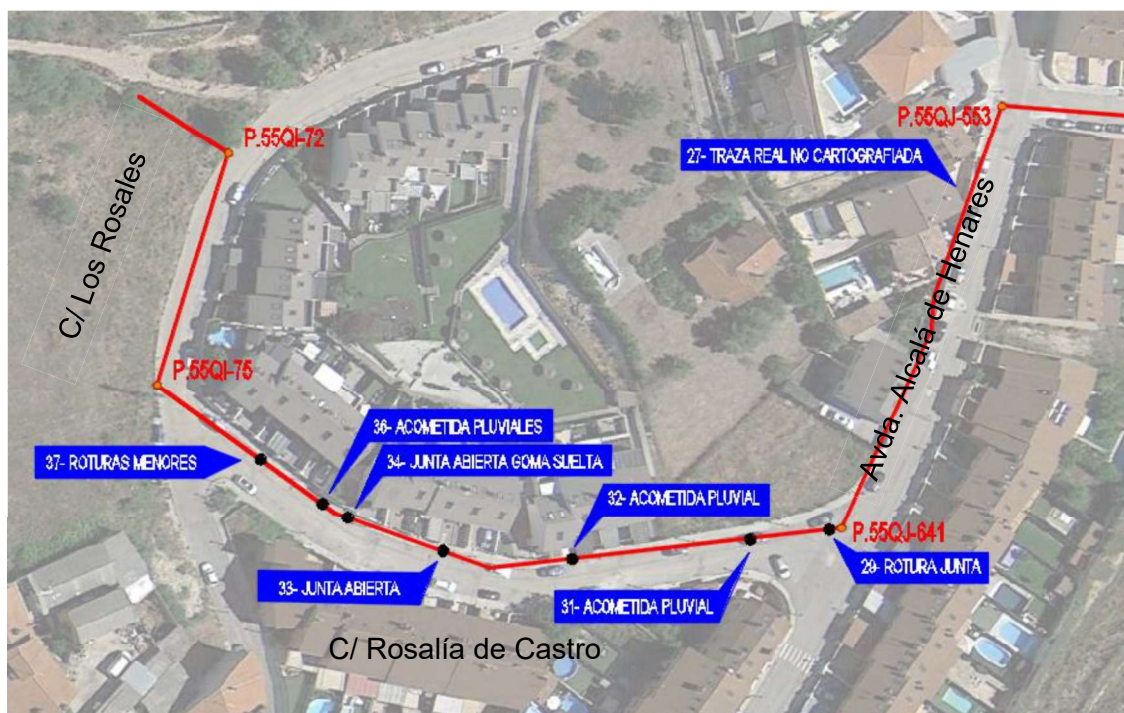 P.55QJ-553
P.55QI-72
27- TRAZA REAL NO CARTOGRAFIADA
C/ Los Rosales
Avda. Alcalá de Henares
P.55QI-75
36- ACOMETIDA PLUVIALES
34- JUNTA ABIERTA GOMA SUELTA
37- ROTURAS MENORES
32- ACOMETIDA PLUVIAL
P.55QJ-641
29- ROTURA JUNTA
33- JUNTA ABIERTA
31- ACOMETIDA PLUVIAL
C/ Rosalía de Castro